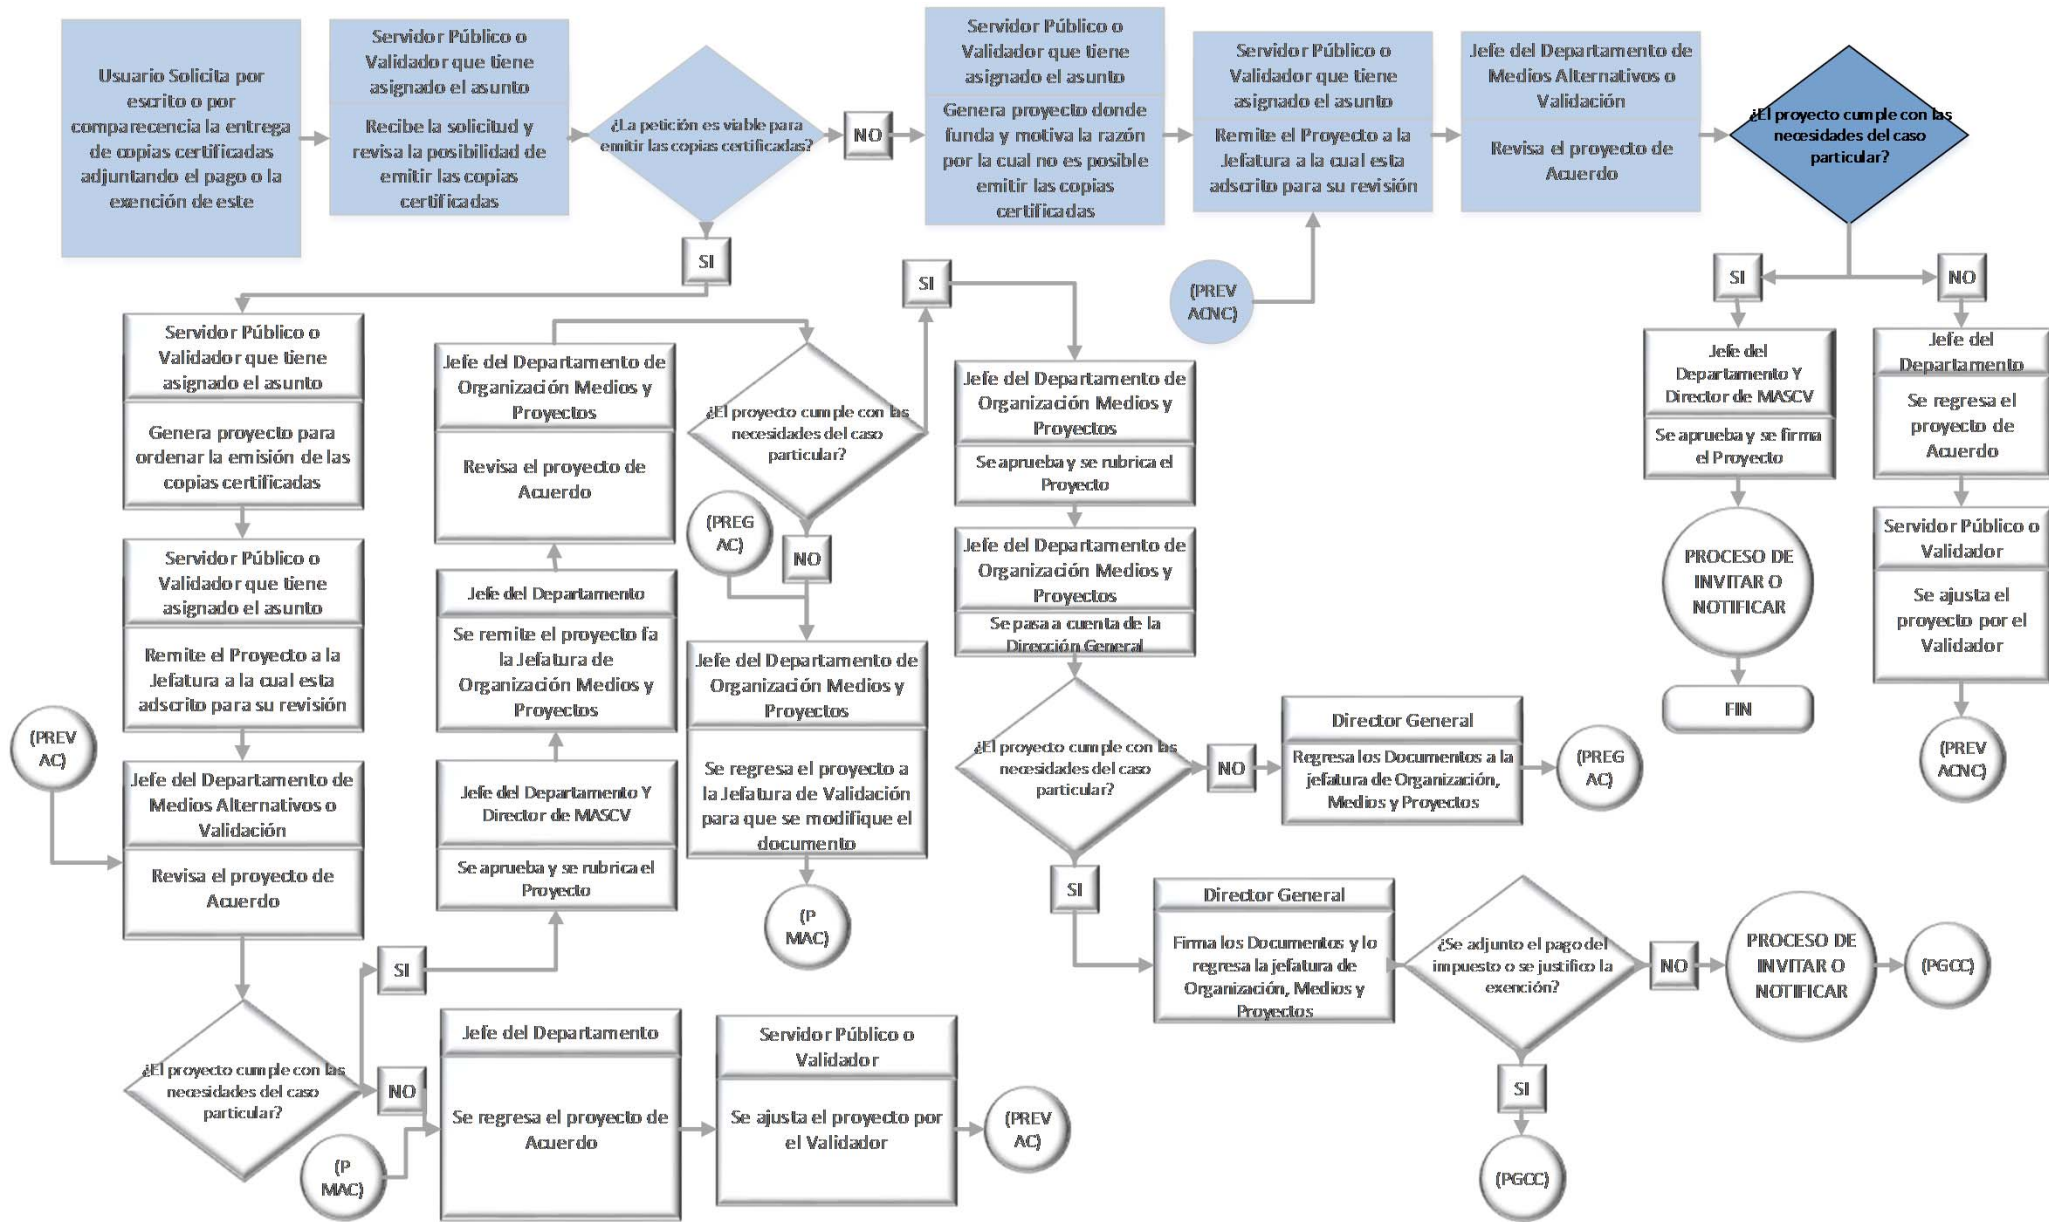 Usuario Solicita por
escrito o por
comparecencia la entrega
de copias certificadas
adjuntando el pago o la
exención de este
Servidor Público o
Validador que tiene
asignado el asunto
Recibe la solicitud y
revisa la posibilidad de
emitir las copias
certificadas
¿La petición es viable para
emitir las copias certificadas?
NO
Servidor Público o
Validador que tiene
asignado el asunto
Genera proyecto donde
funda y motiva la razón
por la cual no es posible
emitir las copias
certificadas
Servidor Público o
Validador que tiene
asignado el asunto
Remite el Proyecto a la
Jefatura a la cual esta
adscrito para su revisión
Jefe del Departamento de
Medios Alternativos o
Validación
Revisa el proyecto de
Acuerdo
¿El proyecto cumple con las
necesidades del caso
particular?
SI
NO
(PREV
ACNC)
Jefe del
Departamento Y
Director de MASCV
Se aprueba y se firma
el Proyecto
PROCESO DE
INVITAR O
NOTIFICAR
FIN
Jefe del
Departamento
Se regresa el
proyecto de
Acuerdo
Servidor Público o
Validador
Se ajusta el
proyecto por el
Validador
(PREV
ACNC)
SI
Servidor Público o
Validador que tiene
asignado el asunto
Genera proyecto para
ordenar la emisión de las
copias certificadas
Servidor Público o
Validador que tiene
asignado el asunto
Remite el Proyecto a la
Jefatura a la cual esta
adscrito para su revisión
(PREV
AC)
Jefe del Departamento de
Medios Alternativos o
Validación
Revisa el proyecto de
Acuerdo
¿El proyecto cumple con las
necesidades del caso
particular?
SI
NO
(P
MAC)
Jefe del Departamento
Se regresa el proyecto de
Acuerdo
Servidor Público o
Validador
Se ajusta el proyecto por
el Validador
(PREV
AC)
Jefe del Departamento Y
Director de MASCV
Se aprueba y se rubrica el
Proyecto
Jefe del Departamento
Se remite el proyecto fa
la Jefatura de
Organización Medios y
Proyectos
Jefe del Departamento de
Organización Medios y
Proyectos
Revisa el proyecto de
Acuerdo
¿El proyecto cumple con las
necesidades del caso
particular?
SI
(PREG
AC)
NO
Jefe del Departamento de
Organización Medios y
Proyectos
Se regresa el proyecto a
la Jefatura de Validación
para que se modifique el
documento
(P
MAC)
Jefe del Departamento de
Organización Medios y
Proyectos
Se aprueba y se rubrica el
Proyecto
Jefe del Departamento de
Organización Medios y
Proyectos
Se pasa a cuenta de la
Dirección General
¿El proyecto cumple con las
necesidades del caso
particular?
NO
Director General
Regresa los Documentos a la
jefatura de Organización,
Medios y Proyectos
(PREG
AC)
SI
Director General
Firma los Documentos y lo
regresa la jefatura de
Organización, Medios y
Proyectos
¿Se adjunto el pago del
impuesto o se justifico la
exención?
NO
PROCESO DE
INVITAR O
NOTIFICAR
(PGCC)
SI
(PGCC)